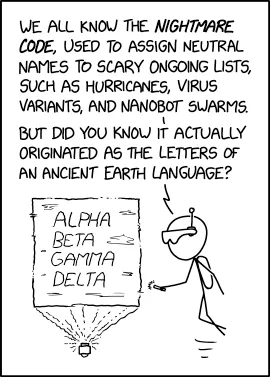 WE ALL KNOW THE NIGHTMARE
CODE, USED TO ASSIGN NEUTRAL
NAMES TO SCARY ONGOING LISTS,
SUCH AS HURRICANES, VIRUS
VARIANTS, AND NANOBOT SWARMS.
BUT DID YOU KNOW IT ACTUALLY
ORIGINATED AS THE LETTERS OF
AN ANCIENT EARTH LANGUAGE?
ALPHA
BETA
GAMMA
DELTA